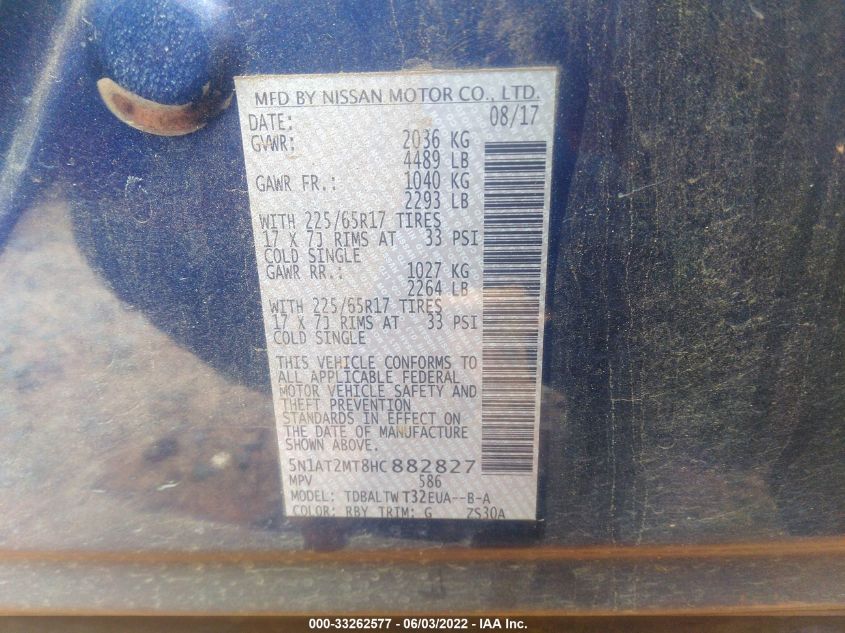 MFD BY NISSAN MOTOR CO., LTD.
DATE: 08/17
GVWR: 2036 KG
4489 LB
GAWR FR.: 1040 KG
2293 LB
WITH 225/65R17 TIRES
17 X 7J RIMS AT 33 PSI
COLD SINGLE
GAWR RR.: 1027 KG
2264 LB
WITH 225/65R17 TIRES
17 X 7J RIMS AT 33 PSI
COLD SINGLE
THIS VEHICLE CONFORMS TO
ALL APPLICABLE FEDERAL
MOTOR VEHICLE SAFETY AND
THEFT PREVENTION
STANDARDS IN EFFECT ON
THE DATE OF MANUFACTURE
SHOWN ABOVE.
5N1AT2MT8HC882827
MPV 586
MODEL: TDBALTW T32EUA--B-A
COLOR: RBY TRIM: G ZS30A
000-33262577 - 06/03/2022 - IAA Inc.